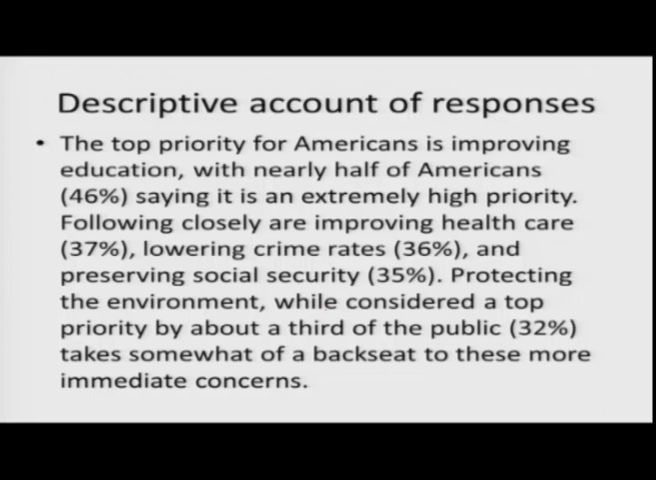 Descriptive account of responses
• The top priority for Americans is improving
education, with nearly half of Americans
(46%) saying it is an extremely high priority.
Following closely are improving health care
(37%), lowering crime rates (36%), and
preserving social security (35%). Protecting
the environment, while considered a top
priority by about a third of the public (32%)
takes somewhat of a backseat to these more
immediate concerns.